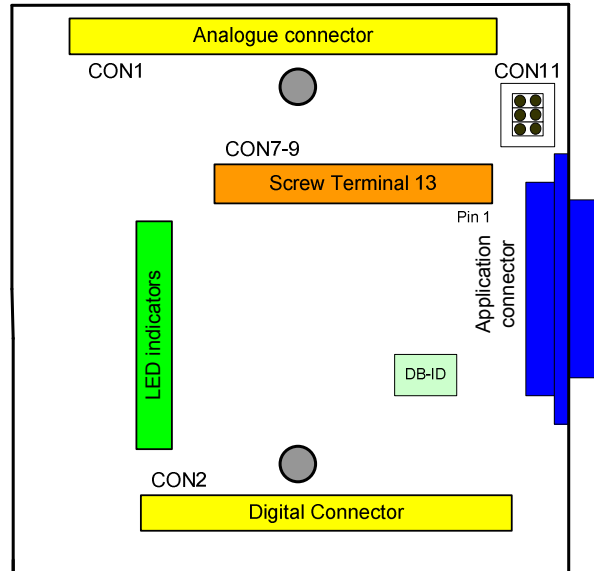 Analogue connector
CON1
CON11
CON7-9
Screw Terminal 13
Pin 1
Application
connector
LED indicators
DB-ID
CON2
Digital Connector